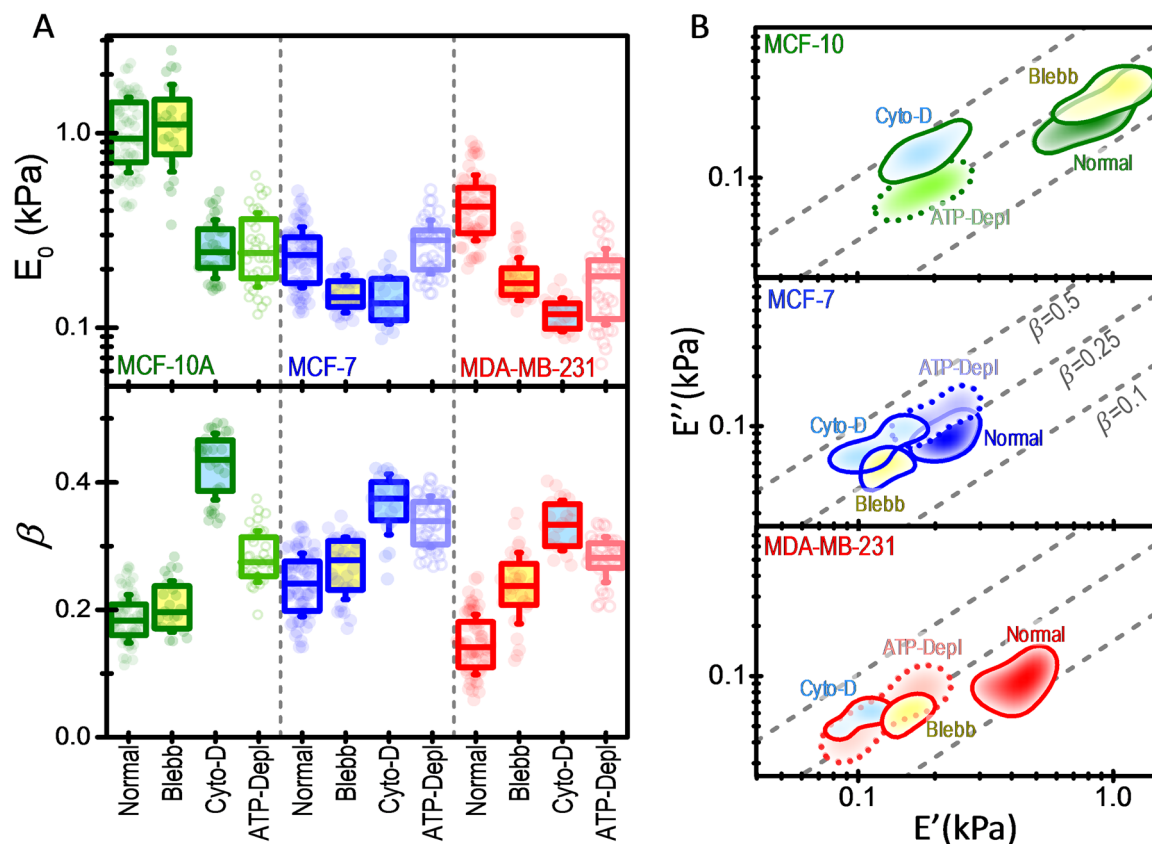 A
E0 (kPa)
1.0
0.1
MCF-10A
MCF-7
MDA-MB-231
β
0.4
0.2
0.0
Normal
Blebb
Cyto-D
ATP-Depl
Normal
Blebb
Cyto-D
ATP-Depl
Normal
Blebb
Cyto-D
ATP-Depl
B
MCF-10
Blebb
Cyto-D
Normal
ATP-Depl
0.1
MCF-7
β=0.5
β=0.25
β=0.1
ATP-Depl
Cyto-D
Normal
Blebb
0.1
E''(kPa)
MDA-MB-231
Normal
ATP-Depl
Cyto-D
Blebb
0.1
0.1
1.0
E'(kPa)